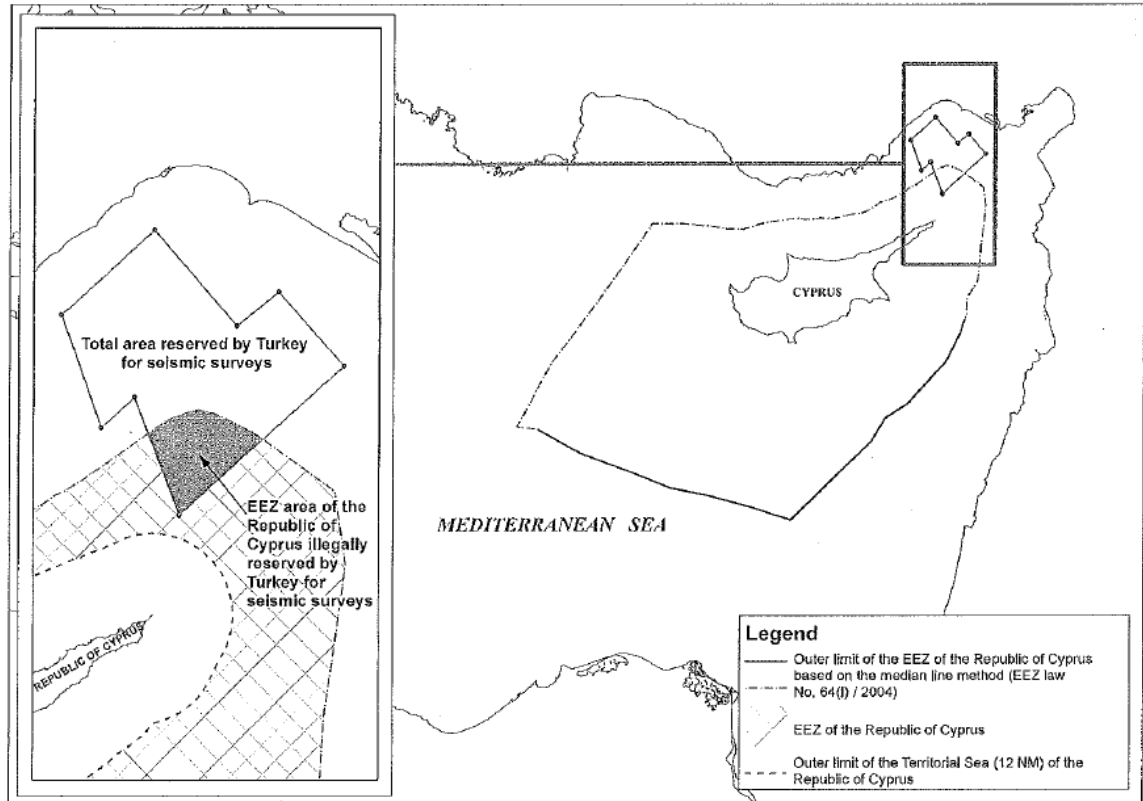 Total area reserved by Turkey
for seismic surveys
EEZ area of the
Republic of
Cyprus illegally
reserved by
Turkey for
seismic surveys
REPUBLIC OF CYPRUS
CYPRUS
MEDITERRANEAN SEA
Legend
Outer limit of the EEZ of the Republic of Cyprus
based on the median line method (EEZ law
No. 64(I) / 2004)
EEZ of the Republic of Cyprus
Outer limit of the Territorial Sea (12 NM) of the
Republic of Cyprus